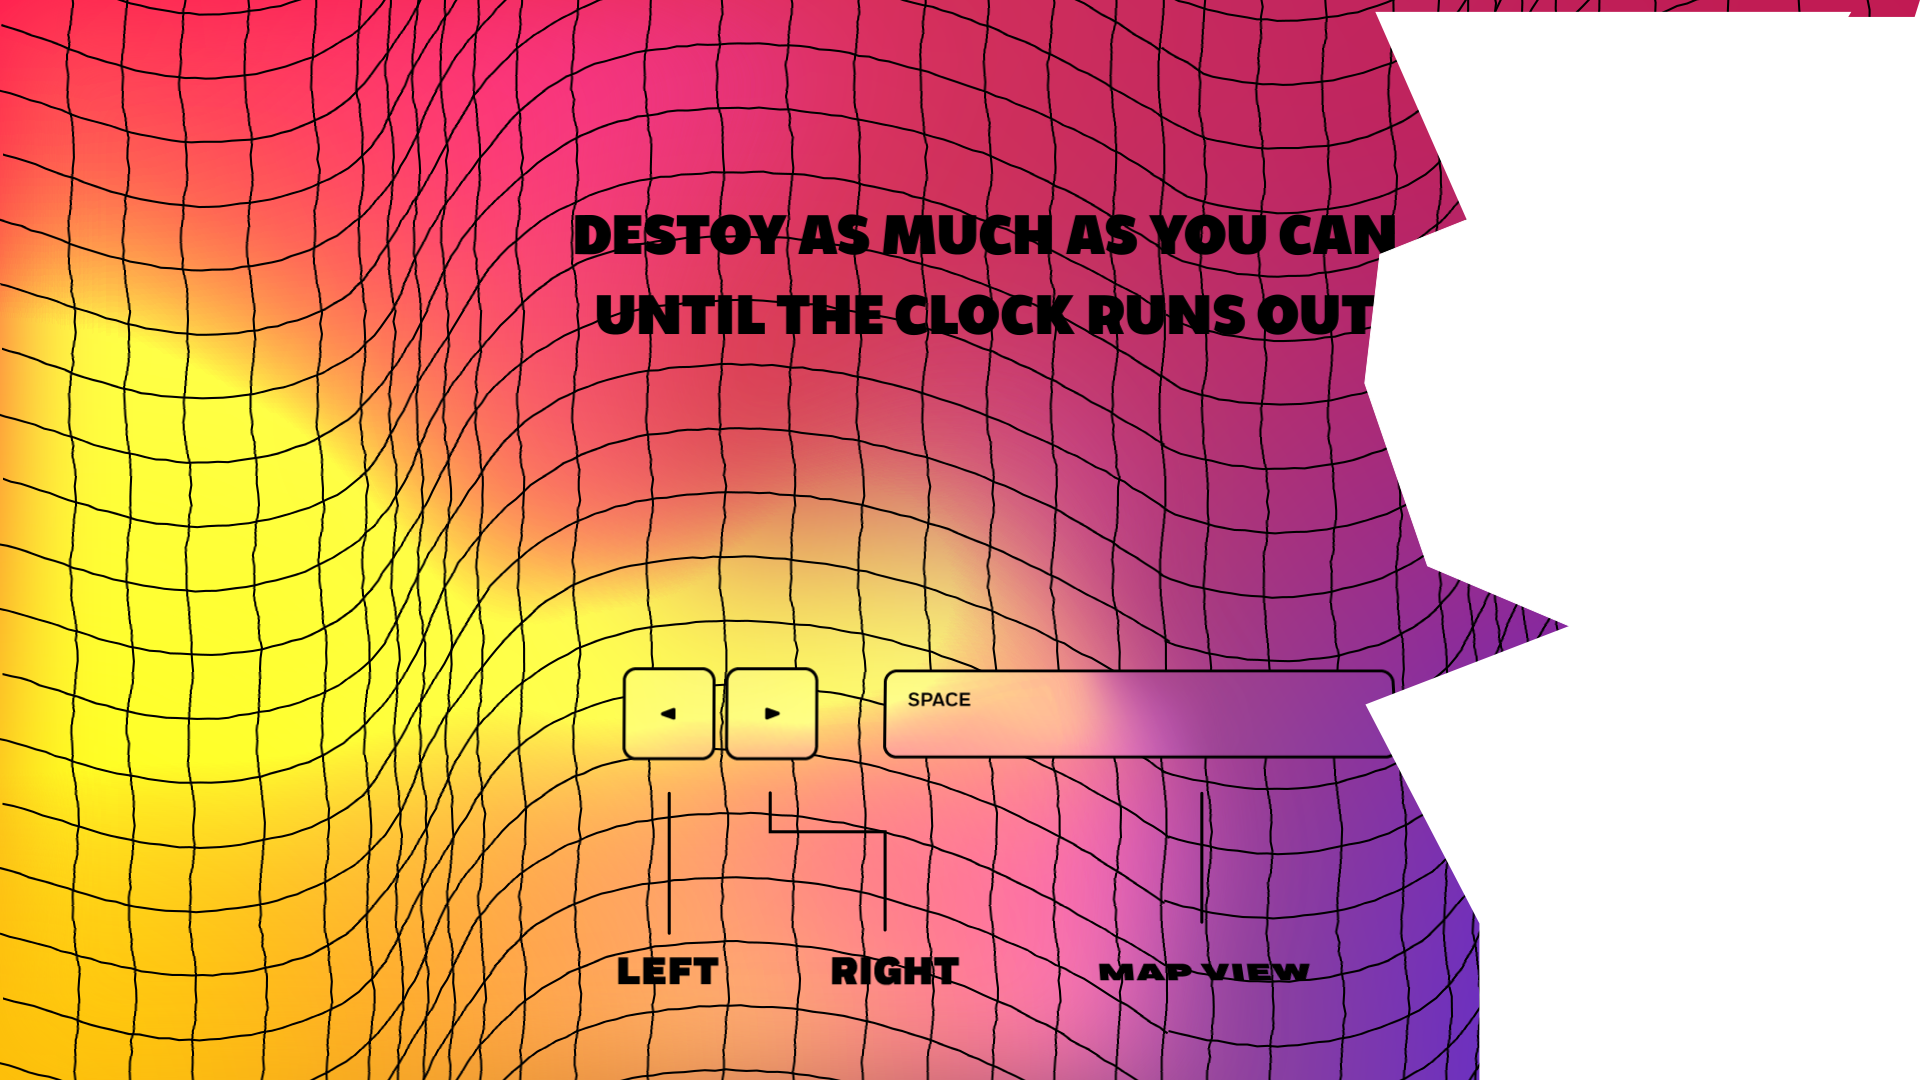 DESTOY AS MUCH AS YOU CAN
UNTIL THE CLOCK RUNS OUT
SPACE
LEFT RIGHT MAP VIEW